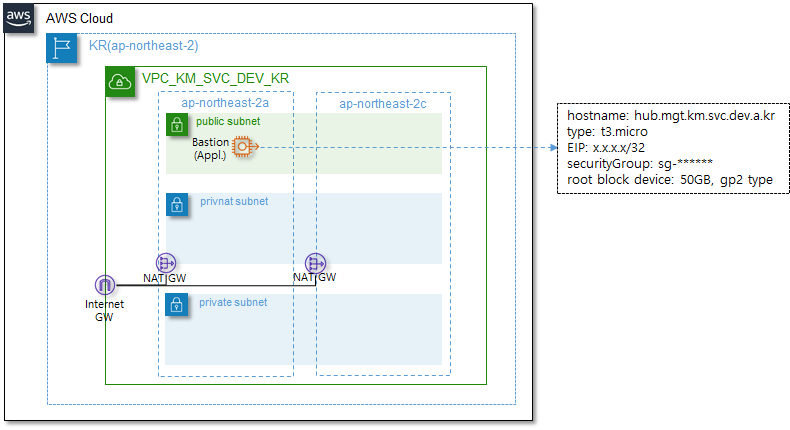 aws
AWS Cloud
KR(ap-northeast-2)
VPC_KM_SVC_DEV_KR
ap-northeast-2a
ap-northeast-2c
public subnet
Bastion
(Appl.)
hostname: hub.mgt.km.svc.dev.a.kr
type: t3.micro
EIP: x.x.x.x/32
securityGroup: sg-******
root block device: 50GB, gp2 type
privnat subnet
NAT GW
NAT GW
Internet
GW
private subnet